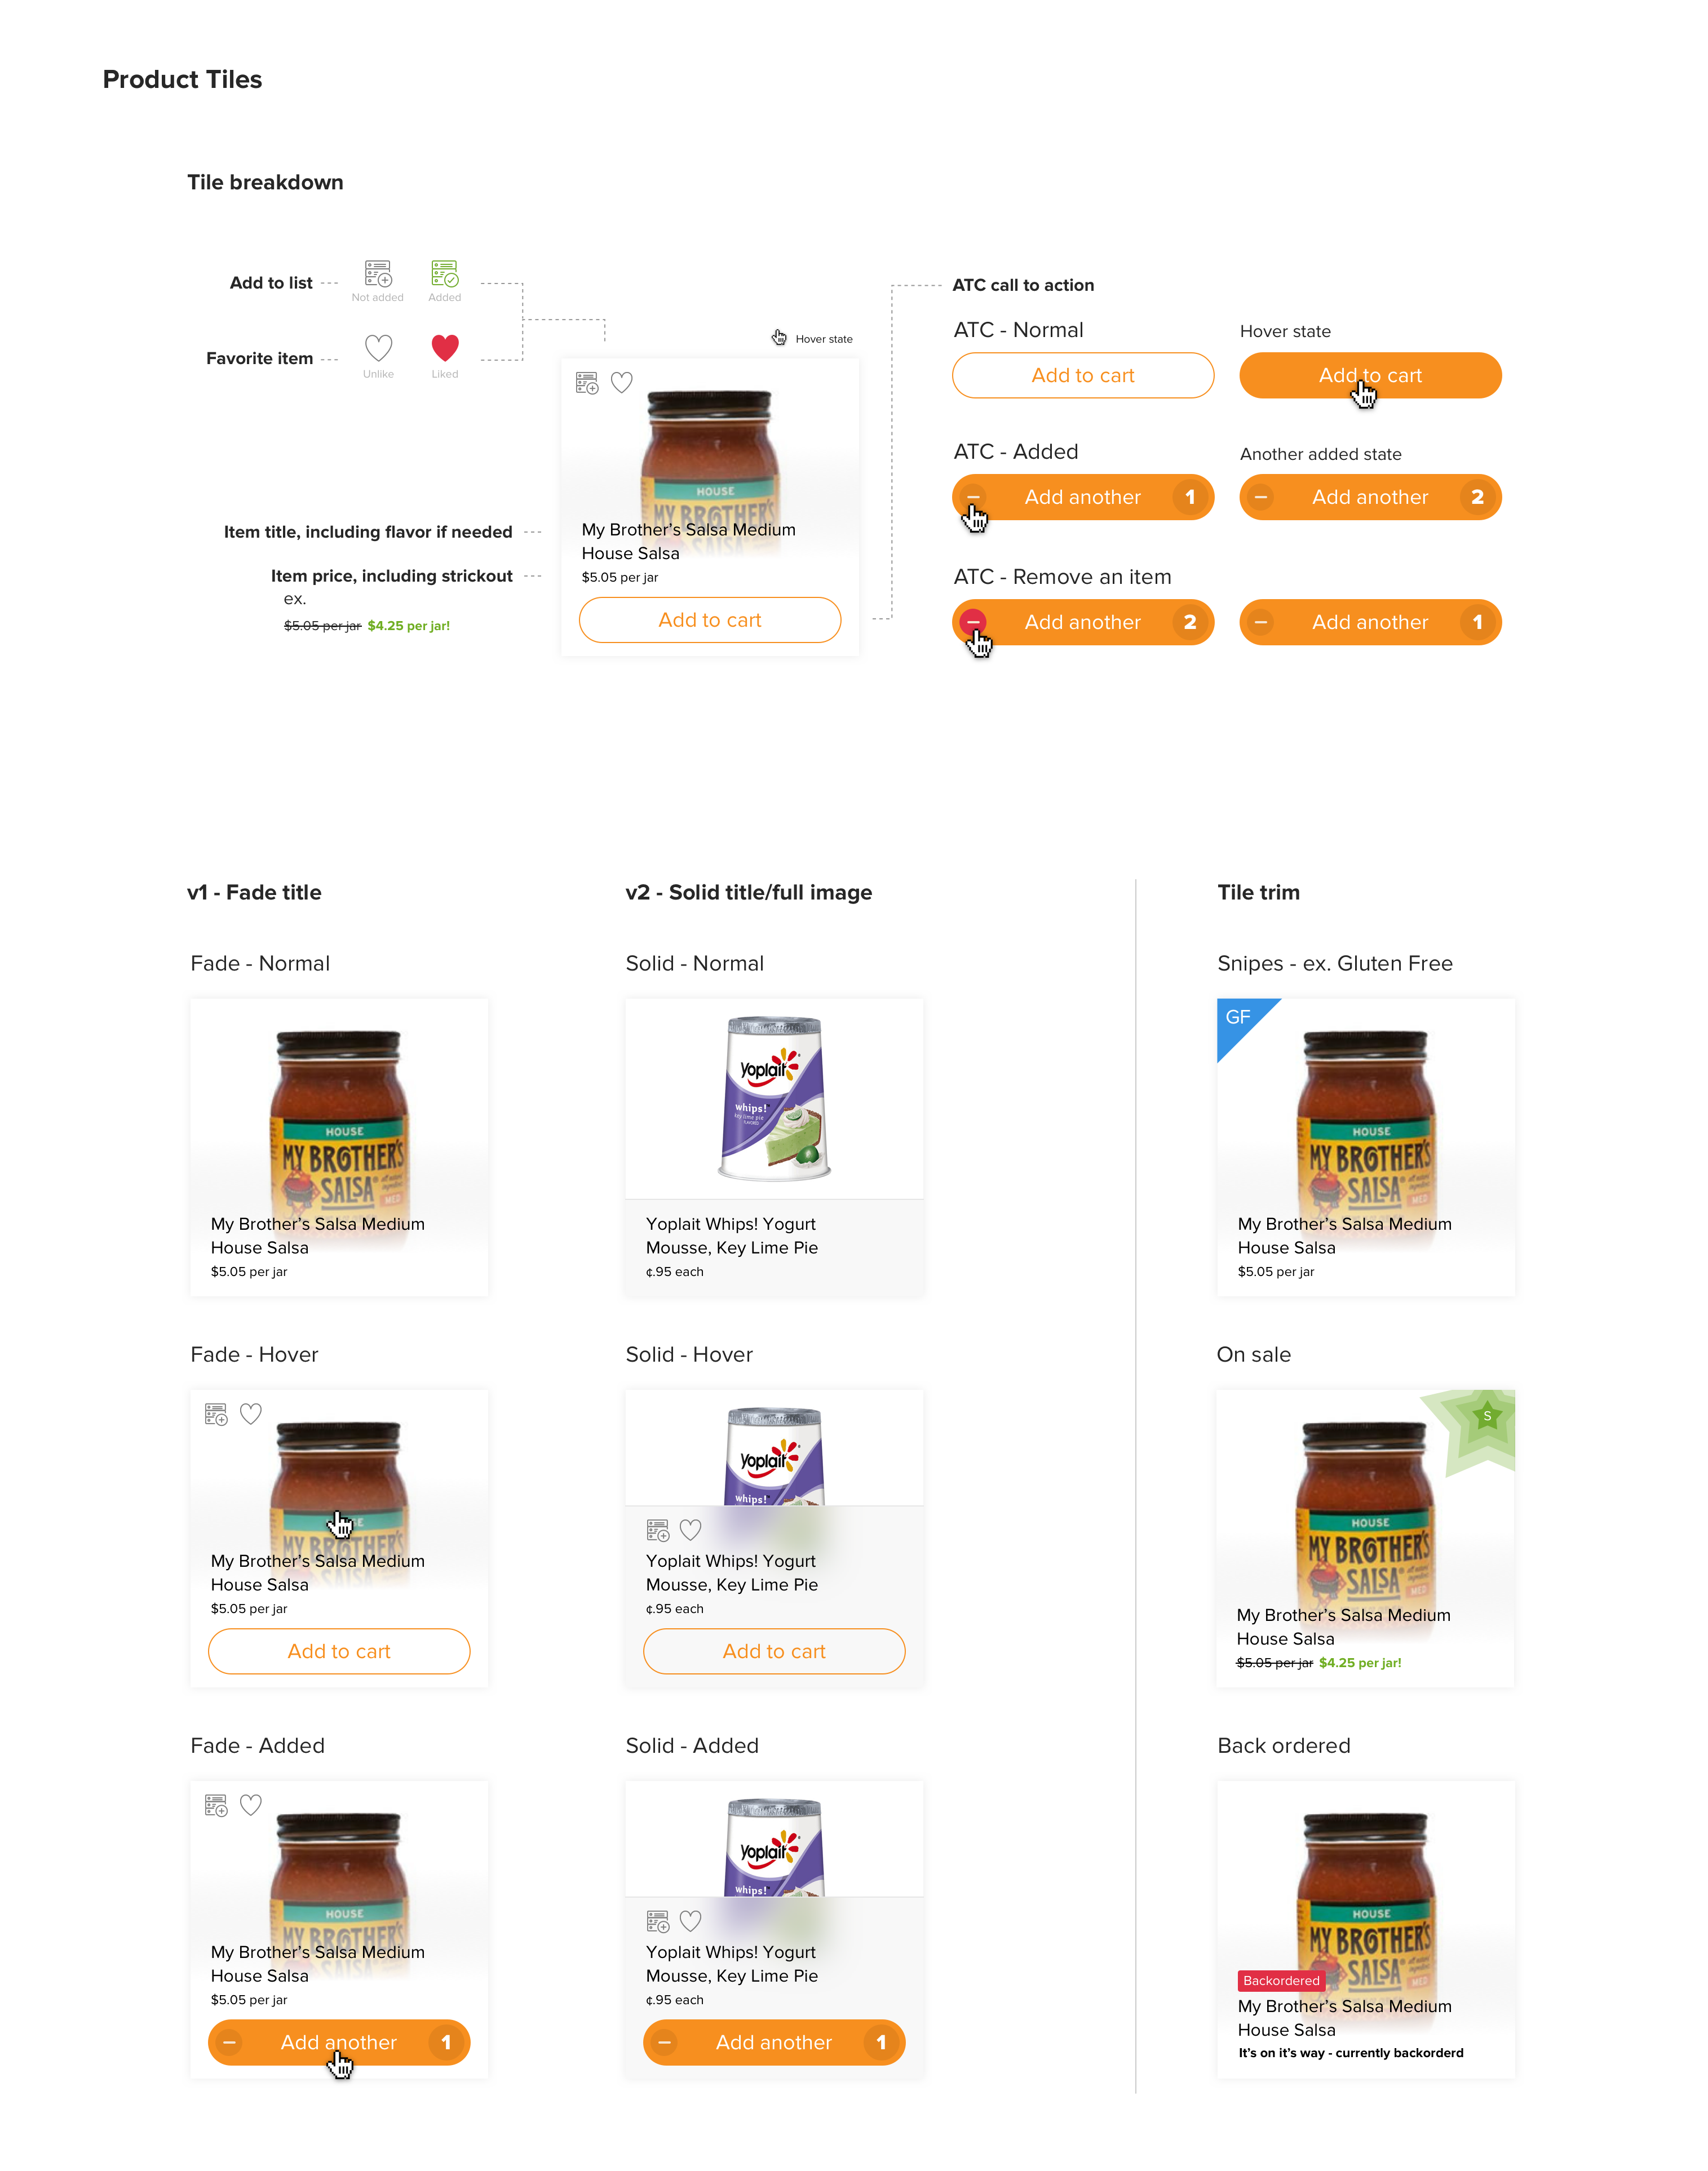 Product Tiles
Tile breakdown
Add to list
Not added
Added
Favorite item
Unlike
Liked
Hover state
HOUSE
MY BROTHER'S
My Brother's Salsa Medium
House Salsa
$5.05 per jar
Add to cart
Item title, including flavor if needed
Item price, including strickout
ex.
$5.05 per jar $4.25 per jar!
ATC call to action
ATC - Normal
Hover state
Add to cart
Add to cart
ATC - Added
Another added state
Add another 1
Add another 2
ATC - Remove an item
Add another 2
Add another 1
v1 - Fade title
v2 - Solid title/full image
Tile trim
Fade - Normal
Solid - Normal
Snipes - ex. Gluten Free
HOUSE
MY BROTHER'S
SALSA
MED
My Brother's Salsa Medium
House Salsa
$5.05 per jar
Yoplait
whips!
key lime pie
Yoplait Whips! Yogurt
Mousse, Key Lime Pie
¢.95 each
GF
HOUSE
MY BROTHER'S
SALSA
MED
My Brother's Salsa Medium
House Salsa
$5.05 per jar
Fade - Hover
Solid - Hover
On sale
MY BROTHER'S
My Brother's Salsa Medium
House Salsa
$5.05 per jar
Add to cart
Yoplait
whips!
Yoplait Whips! Yogurt
Mousse, Key Lime Pie
¢.95 each
Add to cart
S
HOUSE
MY BROTHER'S
SALSA
MED
My Brother's Salsa Medium
House Salsa
$5.05 per jar $4.25 per jar!
Fade - Added
Solid - Added
Back ordered
HOUSE
MY BROTHER'S
My Brother's Salsa Medium
House Salsa
$5.05 per jar
Add another 1
Yoplait
whips!
Yoplait Whips! Yogurt
Mousse, Key Lime Pie
¢.95 each
Add another 1
HOUSE
MY BROTHER'S
SALSA
MED
Backordered
My Brother's Salsa Medium
House Salsa
It's on it's way - currently backorderd